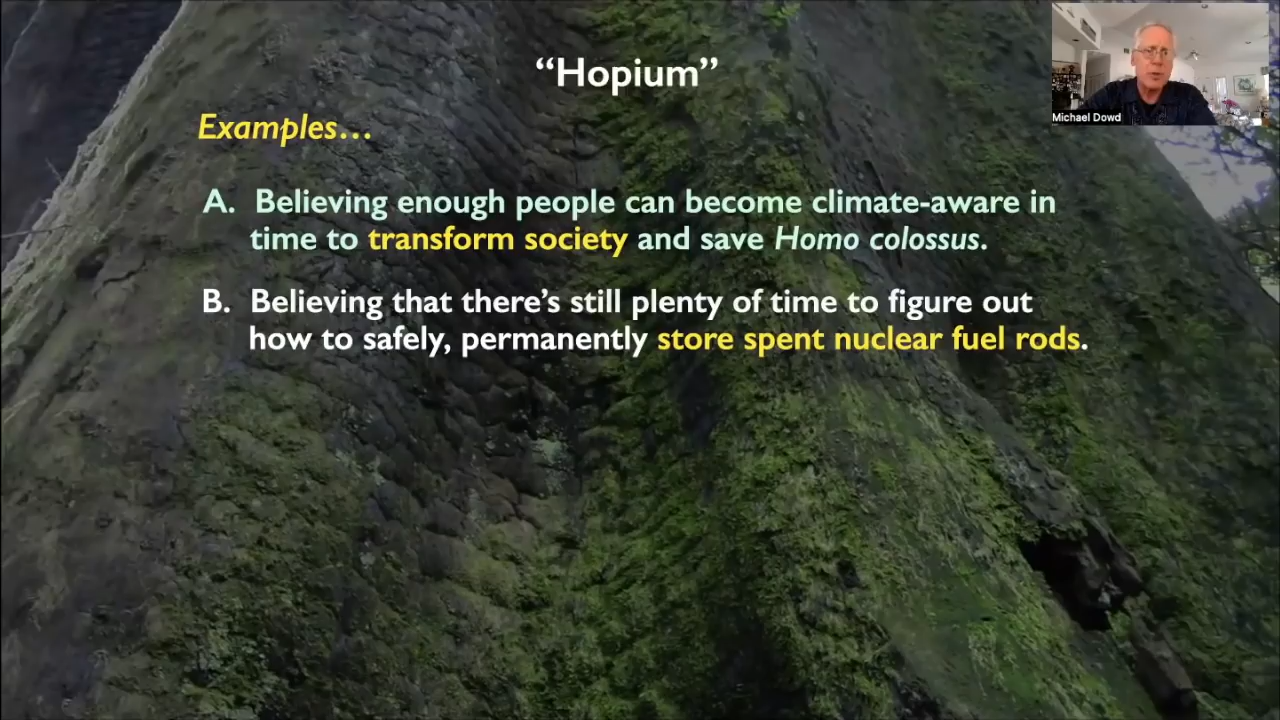 “Hopium”
Michael Dowd
Examples…
A. Believing enough people can become climate-aware in
time to transform society and save Homo colossus.
B. Believing that there’s still plenty of time to figure out
how to safely, permanently store spent nuclear fuel rods.